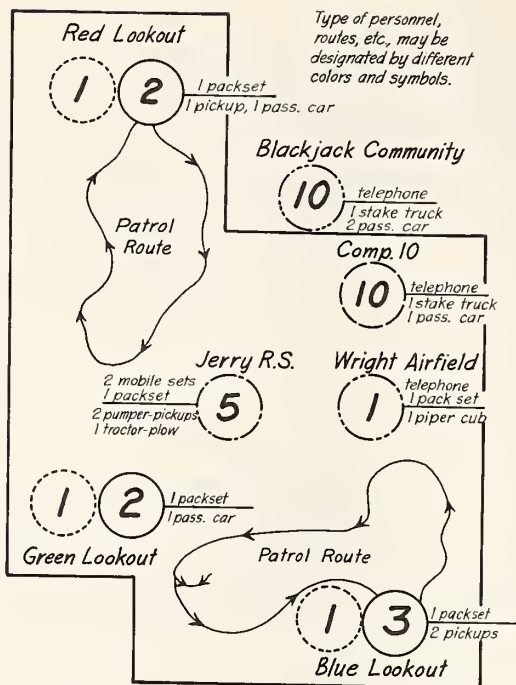 Type of personnel,
routes, etc., may be
designated by different
colors and symbols.
Red Lookout
1 2
1 packset
1 pickup, 1 pass. car
Patrol
Route
Blackjack Community
10
telephone
1 stake truck
2 pass. car
Comp. 10
10
telephone
1 stake truck
1 pass. car
Jerry R.S.
2 mobile sets
1 packset
2 pumper-pickups
1 tractor-plow
5
Wright Airfield
1
telephone
1 pack set
1 piper cub
1 2
1 packset
1 pass. car
Green Lookout
Patrol Route
1 3
1 packset
2 pickups
Blue Lookout